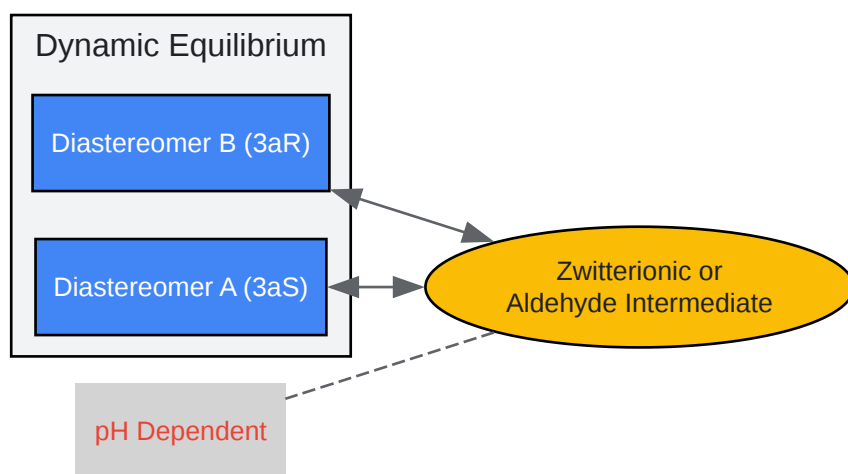 Dynamic Equilibrium
Diastereomer B (3aR)
Diastereomer A (3aS)
Zwitterionic or
Aldehyde Intermediate
pH Dependent